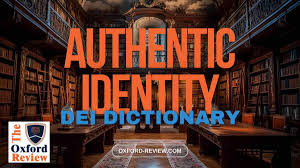 AUTHENTIC
IDENTITY
DEI DICTIONARY
The
Oxford
Review
OXFORD-REVIEW.COM